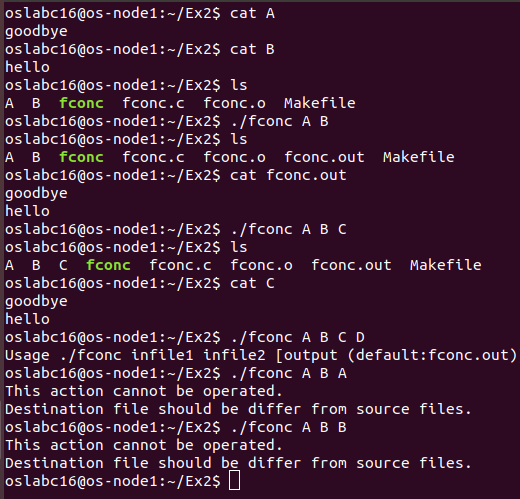 oslabc16@os-node1:~/Ex2$ cat A
goodbye
oslabc16@os-node1:~/Ex2$ cat B
hello
oslabc16@os-node1:~/Ex2$ ls
A  B  fconc  fconc.c  fconc.o  Makefile
oslabc16@os-node1:~/Ex2$ ./fconc A B
oslabc16@os-node1:~/Ex2$ ls
A  B  fconc  fconc.c  fconc.o  fconc.out  Makefile
oslabc16@os-node1:~/Ex2$ cat fconc.out
goodbye
hello
oslabc16@os-node1:~/Ex2$ ./fconc A B C
oslabc16@os-node1:~/Ex2$ ls
A  B  C  fconc  fconc.c  fconc.o  fconc.out  Makefile
oslabc16@os-node1:~/Ex2$ cat C
goodbye
hello
oslabc16@os-node1:~/Ex2$ ./fconc A B C D
Usage ./fconc infile1 infile2 [output (default:fconc.out)
oslabc16@os-node1:~/Ex2$ ./fconc A B A
This action cannot be operated.
Destination file should be differ from source files.
oslabc16@os-node1:~/Ex2$ ./fconc A B B
This action cannot be operated.
Destination file should be differ from source files.
oslabc16@os-node1:~/Ex2$